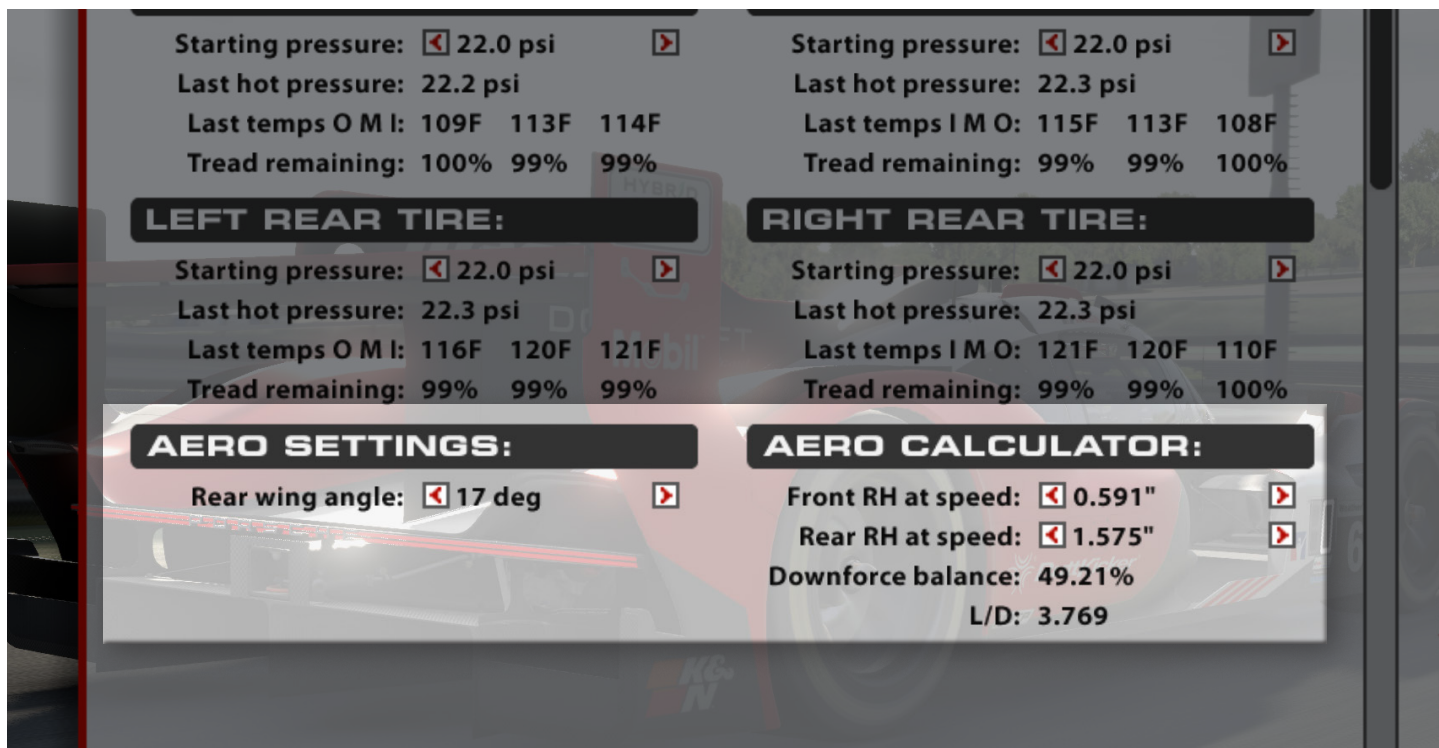 Starting pressure: 22.0 psi
Last hot pressure: 22.2 psi
Last temps O M I: 109F 113F 114F
Tread remaining: 100% 99% 99%
Starting pressure: 22.0 psi
Last hot pressure: 22.3 psi
Last temps I M O: 115F 113F 108F
Tread remaining: 99% 99% 100%
HYBRID
LEFT REAR TIRE:
Starting pressure: 22.0 psi
Last hot pressure: 22.3 psi
Last temps O M I: 116F 120F 121F
Tread remaining: 99% 99% 99%
RIGHT REAR TIRE:
Starting pressure: 22.0 psi
Last hot pressure: 22.3 psi
Last temps I M O: 121F 120F 110F
Tread remaining: 99% 99% 100%
Mobil
AERO SETTINGS:
Rear wing angle: 17 deg
AERO CALCULATOR:
Front RH at speed: 0.591"
Rear RH at speed: 1.575"
Downforce balance: 49.21%
L/D: 3.769
6
K&N